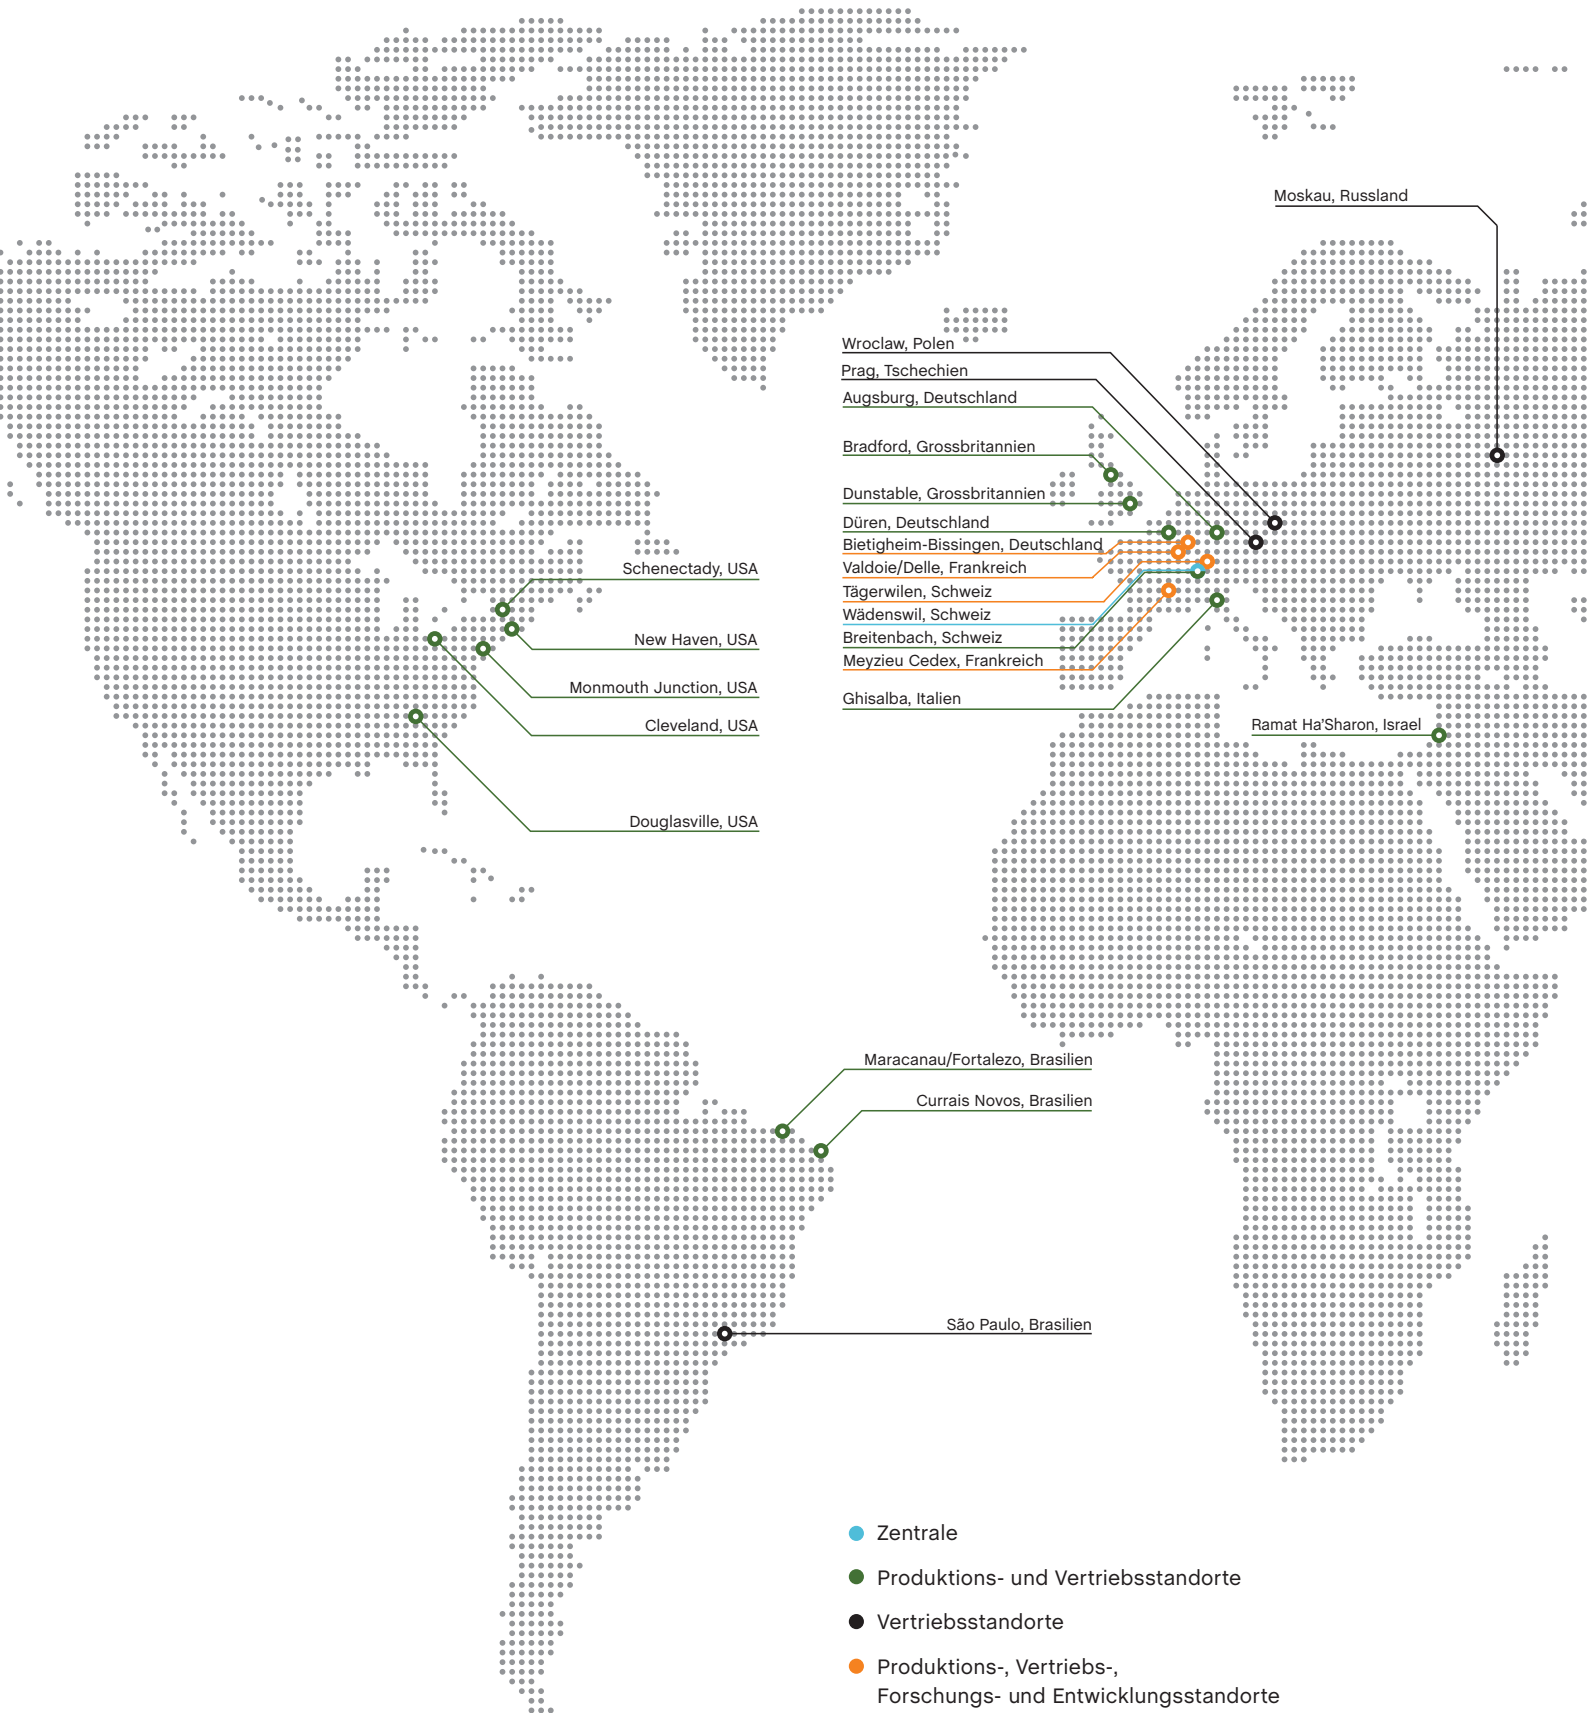 Moskau, Russland
Wroclaw, Polen
Prag, Tschechien
Augsburg, Deutschland
Bradford, Grossbritannien
Dunstable, Grossbritannien
Düren, Deutschland
Bietigheim-Bissingen, Deutschland
Valdoie/Delle, Frankreich
Tägerwilen, Schweiz
Wädenswil, Schweiz
Breitenbach, Schweiz
Meyzieu Cedex, Frankreich
Ghisalba, Italien
Ramat Ha’Sharon, Israel
Schenectady, USA
New Haven, USA
Monmouth Junction, USA
Cleveland, USA
Douglasville, USA
Maracanau/Fortalezo, Brasilien
Currais Novos, Brasilien
São Paulo, Brasilien
Zentrale
Produktions- und Vertriebsstandorte
Vertriebsstandorte
Produktions-, Vertriebs-,
Forschungs- und Entwicklungsstandorte